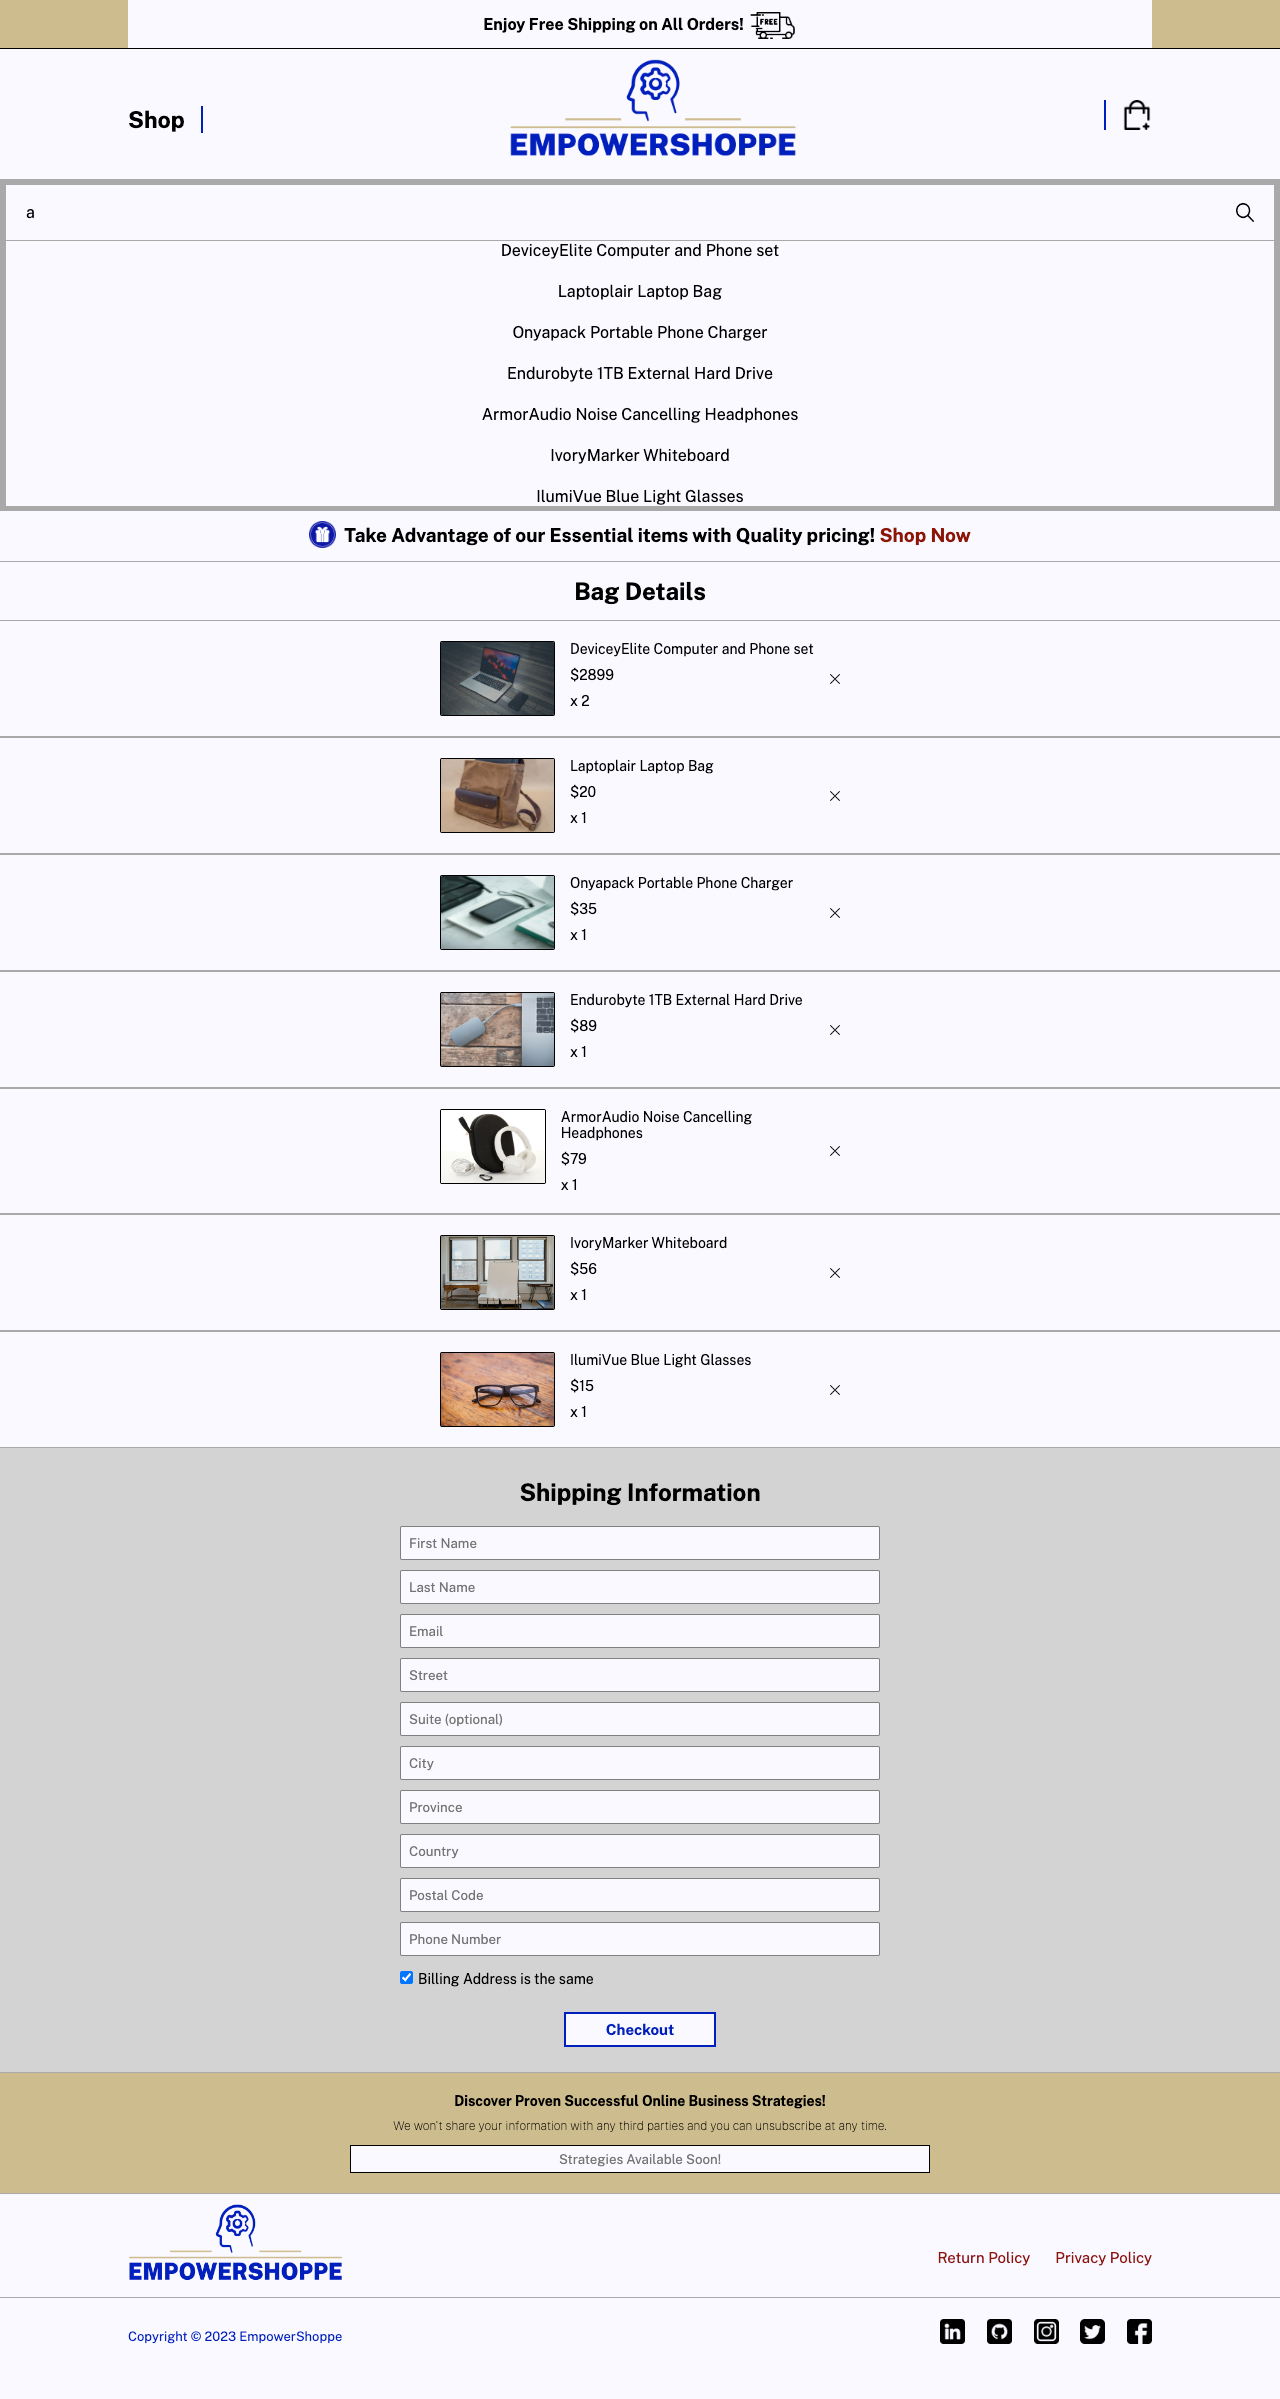 Enjoy Free Shipping on All Orders!
FREE
Shop
EMPOWERSHOPPE
a
DeviceyElite Computer and Phone set
Laptoplair Laptop Bag
Onyapack Portable Phone Charger
Endurobyte 1TB External Hard Drive
ArmorAudio Noise Cancelling Headphones
IvoryMarker Whiteboard
IlumiVue Blue Light Glasses
Take Advantage of our Essential items with Quality pricing! Shop Now
Bag Details
DeviceyElite Computer and Phone set
$2899
x 2
Laptoplair Laptop Bag
$20
x 1
Onyapack Portable Phone Charger
$35
x 1
Endurobyte 1TB External Hard Drive
$89
x 1
ArmorAudio Noise Cancelling
Headphones
$79
x 1
IvoryMarker Whiteboard
$56
x 1
IlumiVue Blue Light Glasses
$15
x 1
Shipping Information
First Name
Last Name
Email
Street
Suite (optional)
City
Province
Country
Postal Code
Phone Number
Billing Address is the same
Checkout
Discover Proven Successful Online Business Strategies!
We won't share your information with any third parties and you can unsubscribe at any time.
Strategies Available Soon!
EMPOWERSHOPPE
Return Policy Privacy Policy
Copyright © 2023 EmpowerShoppe